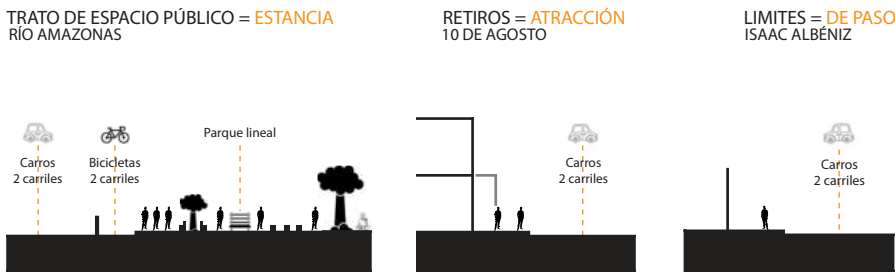 TRATO DE ESPACIO PÚBLICO = ESTANCIA
RÍO AMAZONAS
Carros
2 carriles
Bicicletas
2 carriles
Parque lineal
RETIROS = ATRACCIÓN
10 DE AGOSTO
Carros
2 carriles
LIMITES = DE PASO
ISAAC ALBÉNIZ
Carros
2 carriles